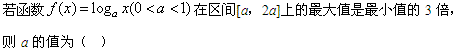 若函数 f(x)=logₐx(0<a<1) 在区间[a，2a]上的最大值是最小值的 3 倍，
则 a 的值为（  ）